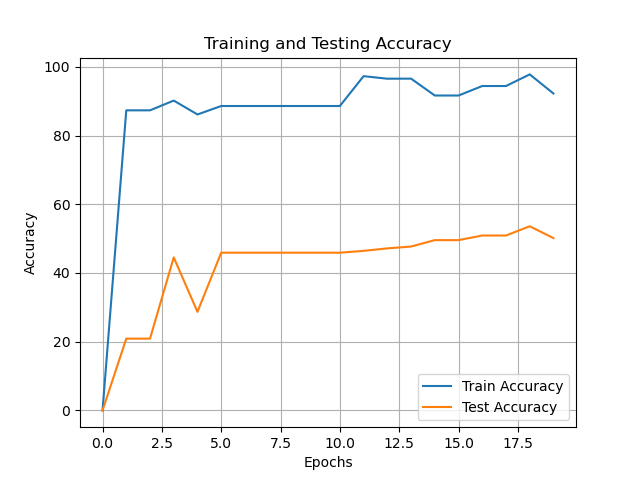 Training and Testing Accuracy
Accuracy
100
80
60
40
20
0
0.0 2.5 5.0 7.5 10.0 12.5 15.0 17.5
Epochs
Train Accuracy
Test Accuracy